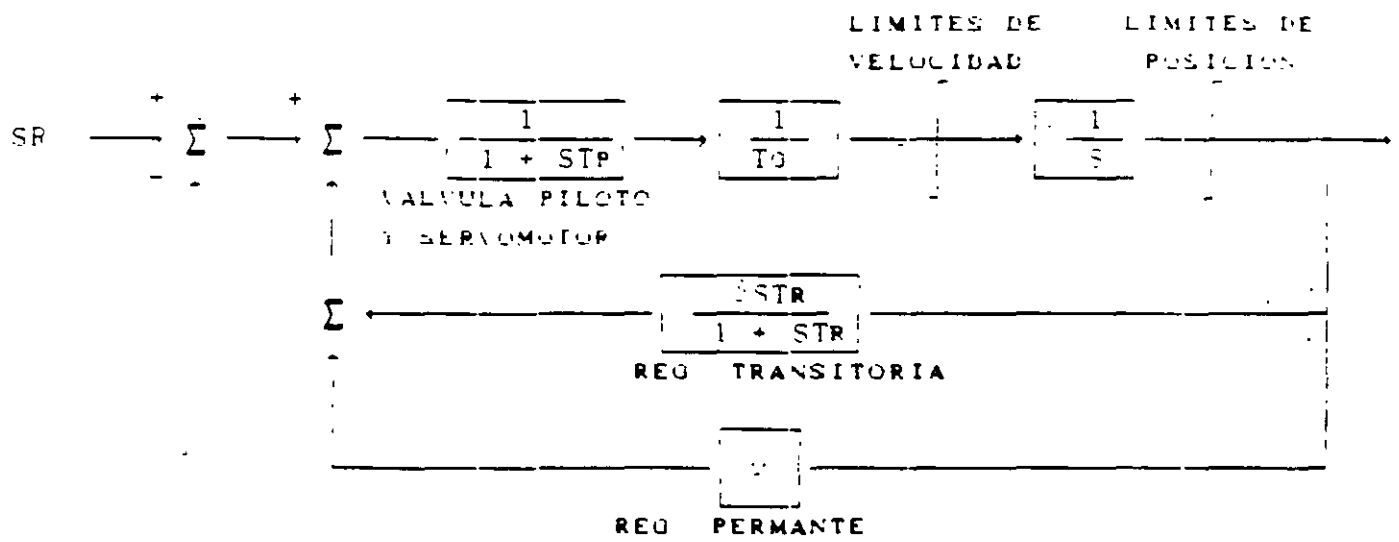 LIMITES DE LIMITES DE
VELOCIDAD POSICION
+ +
1 1 1
SR Σ Σ
1 + STP TG S
-
VALVULA PILOTO
Y SERVOMOTOR
STR
Σ
1 + STR
REG TRANSITORIA
REG PERMANTE